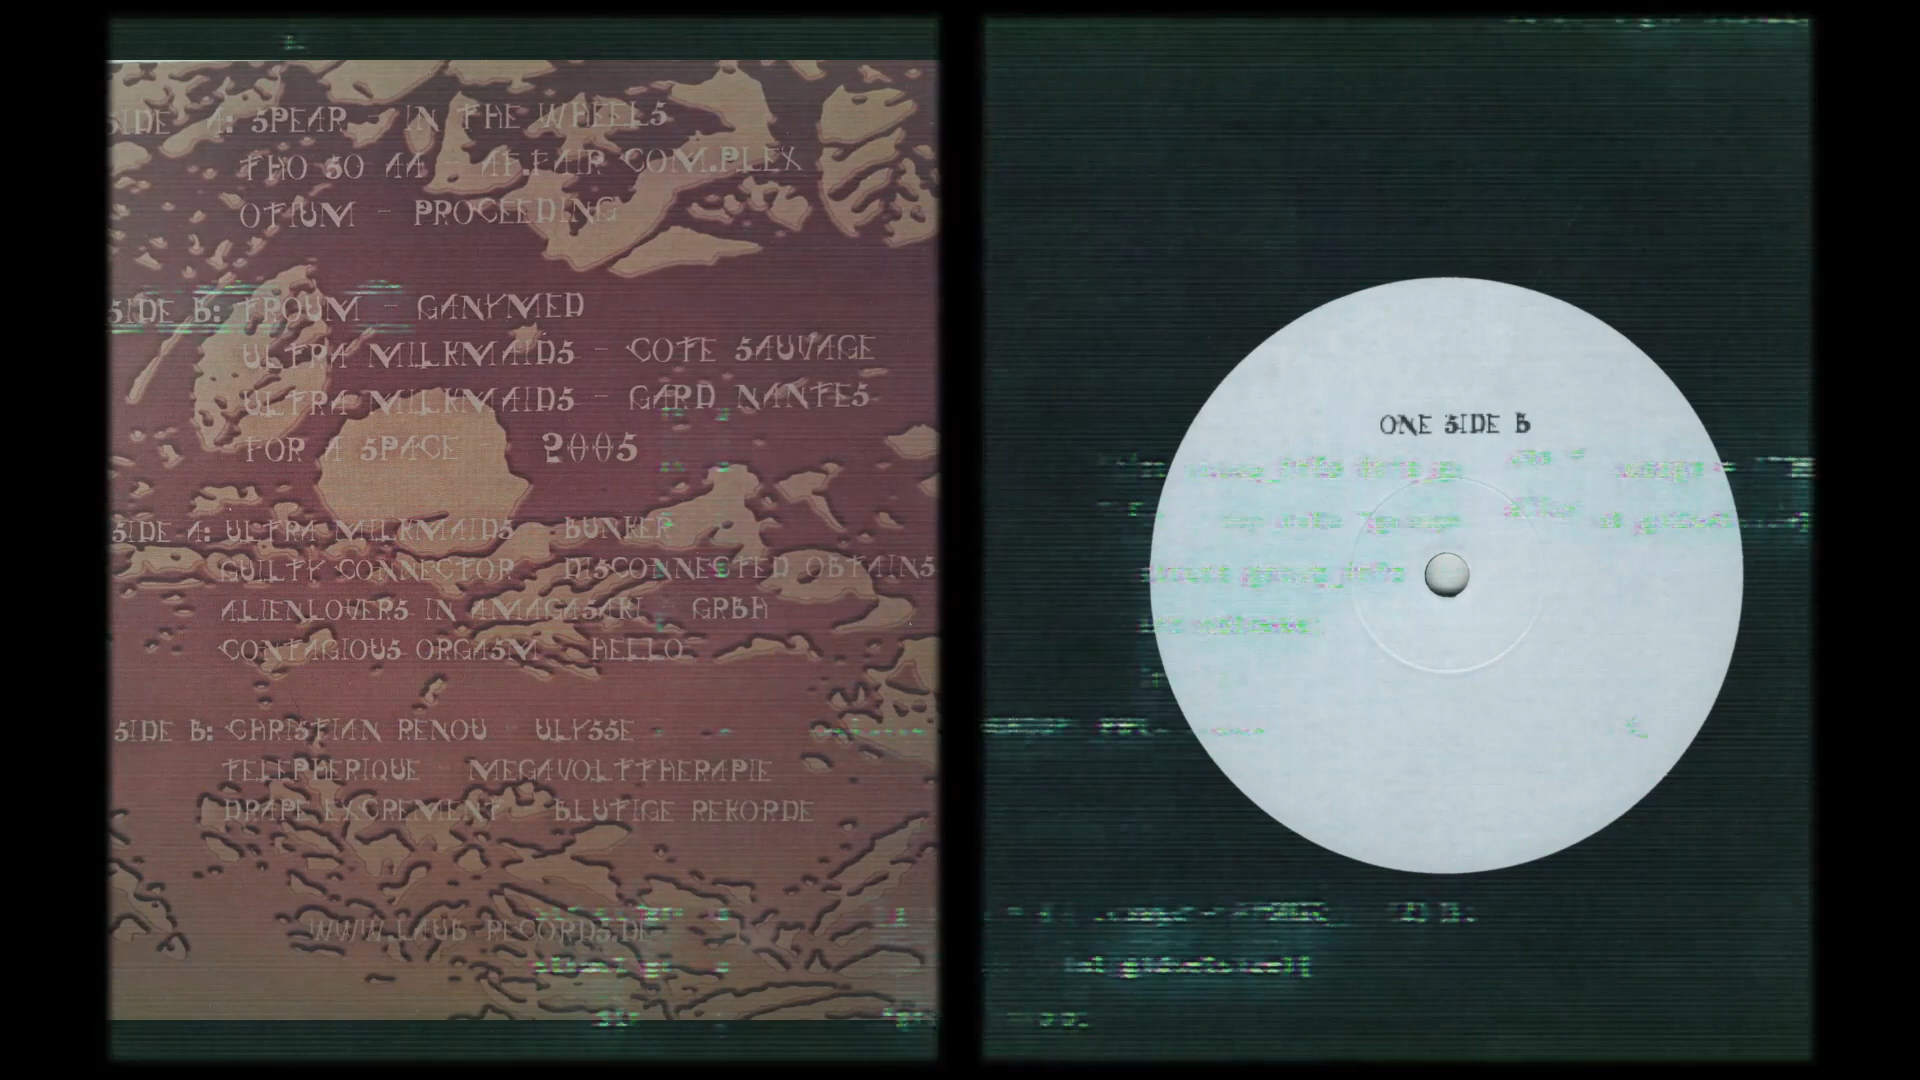 SIDE A: SPEAR - IN THE WHEELS
THO SO AA - AF.FAIR COM.PLEX
OTIUM - PROCEEDING
SIDE B: TROUM - GANYMED
ULTRA MILKMAIDS - COTE SAUVAGE
ULTRA MILKMAIDS - GARD NANTES
FOR A SPACE - 2005
SIDE A: ULTRA MILKMAIDS - BUNKER
GUILTY CONNECTOR - DISCONNECTED OBTAINS
ALIENLOVERS IN AMAGASAKI - GRBH
CONTAGIOUS ORGASM - HELLO
SIDE B: CHRISTIAN RENOU - ULYSSE
TELEPHERIQUE - MEGAVOLTTHERAPIE
DRAPE EXCREMENT - BLUTIGE REKORDE
WWW.LAUB-RECORDS.DE
ONE SIDE B